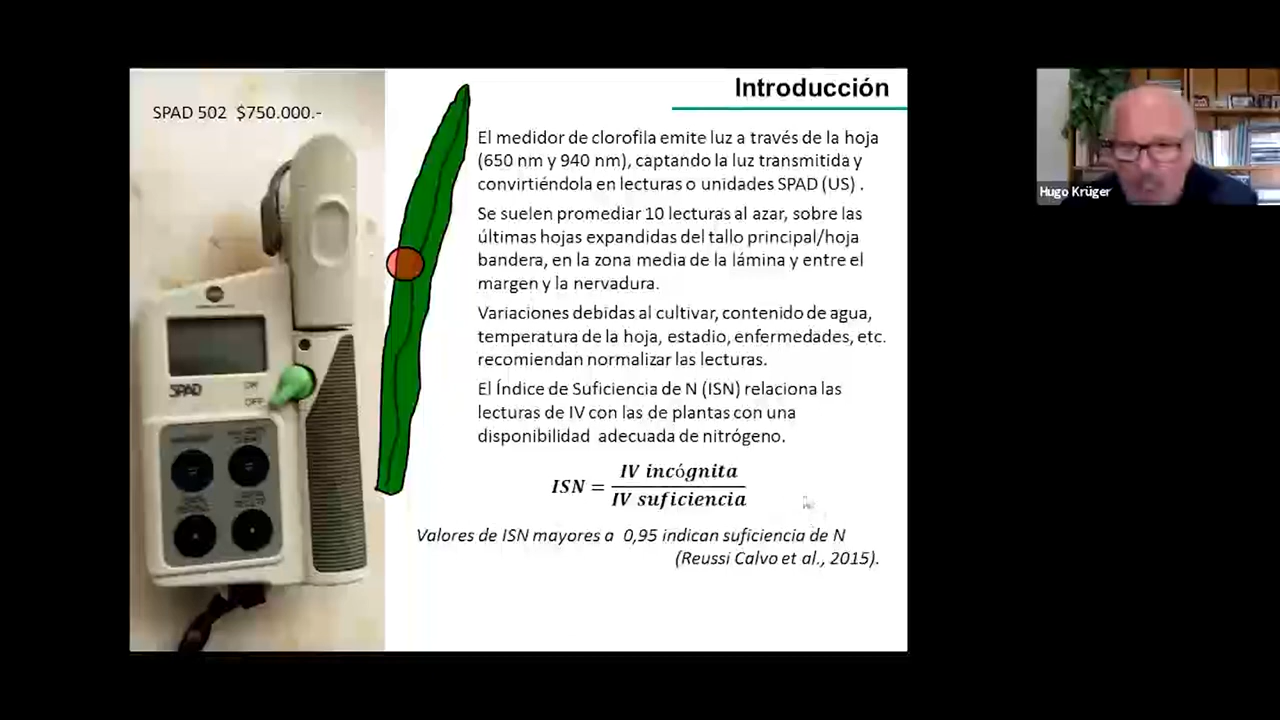 Introducción
SPAD 502 $750.000.-
El medidor de clorofila emite luz a través de la hoja
(650 nm y 940 nm), captando la luz transmitida y
convirtiéndola en lecturas o unidades SPAD (US) .
Se suelen promediar 10 lecturas al azar, sobre las
últimas hojas expandidas del tallo principal/hoja
bandera, en la zona media de la lámina y entre el
margen y la nervadura.
Variaciones debidas al cultivar, contenido de agua,
temperatura de la hoja, estadio, enfermedades, etc.
recomiendan normalizar las lecturas.
El Índice de Suficiencia de N (ISN) relaciona las
lecturas de IV con las de plantas con una
disponibilidad adecuada de nitrógeno.
ISN = IV incógnita
IV suficiencia
Valores de ISN mayores a 0,95 indican suficiencia de N
(Reussi Calvo et al., 2015).
SPAD
ON
OFF
Hugo Krüger